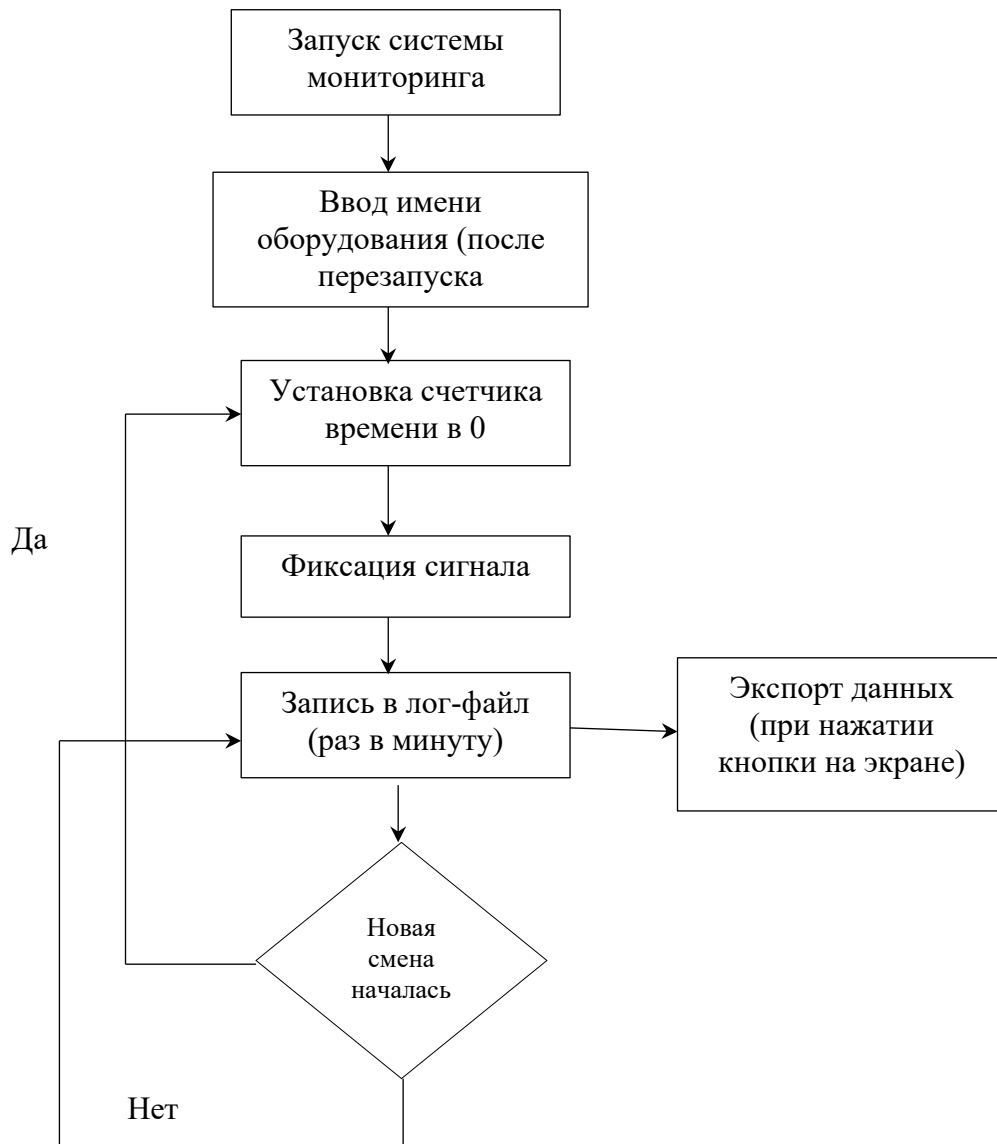 Запуск системы
мониторинга
Ввод имени
оборудования (после
перезапуска
Установка счетчика
времени в 0
Да
Фиксация сигнала
Запись в лог-файл
(раз в минуту)
Экспорт данных
(при нажатии
кнопки на экране)
Новая
смена
началась
Нет